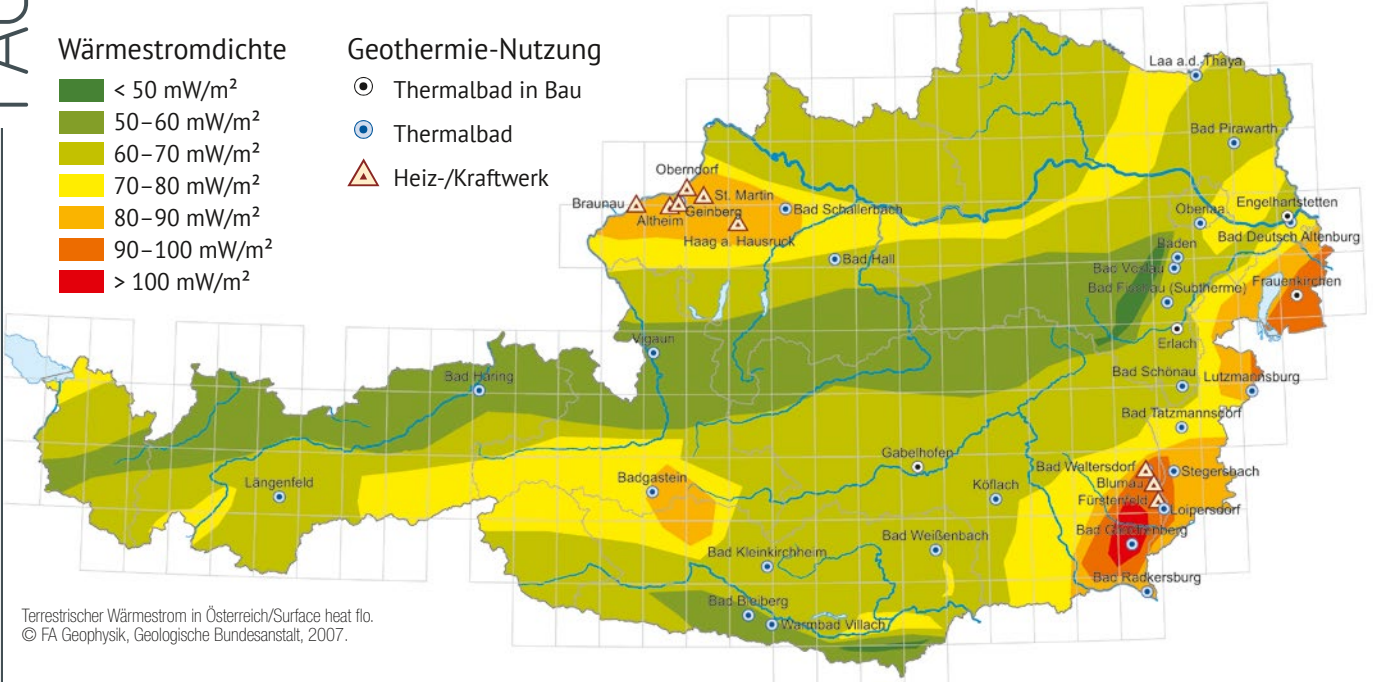 Wärmestromdichte
< 50 mW/m²
50–60 mW/m²
60–70 mW/m²
70–80 mW/m²
80–90 mW/m²
90–100 mW/m²
> 100 mW/m²
Geothermie-Nutzung
Thermalbad in Bau
Thermalbad
Heiz-/Kraftwerk
Laa a.d. Thaya
Bad Pirawarth
Oberndorf
Braunau
St. Martin
Altheim
Geinberg
Haag a. Hausruck
Bad Schallerbach
Bad Hall
Engelhartstetten
Oberlaa
Bad Deutsch Altenburg
Baden
Bad Vöslau
Bad Fischau (Subtherme)
Frauenkirchen
Erlach
Vigaun
Bad Häring
Bad Schönau
Lutzmannsburg
Bad Tatzmannsdorf
Längenfeld
Badgastein
Gabelhofen
Köflach
Bad Waltersdorf
Stegersbach
Blumau
Fürstenfeld
Loipersdorf
Bad Weißenbach
Bad Kleinkirchheim
Bad Radkersburg
Bad Bleiberg
Warmbad Villach
Terrestrischer Wärmestrom in Österreich/Surface heat flo.
© FA Geophysik, Geologische Bundesanstalt, 2007.